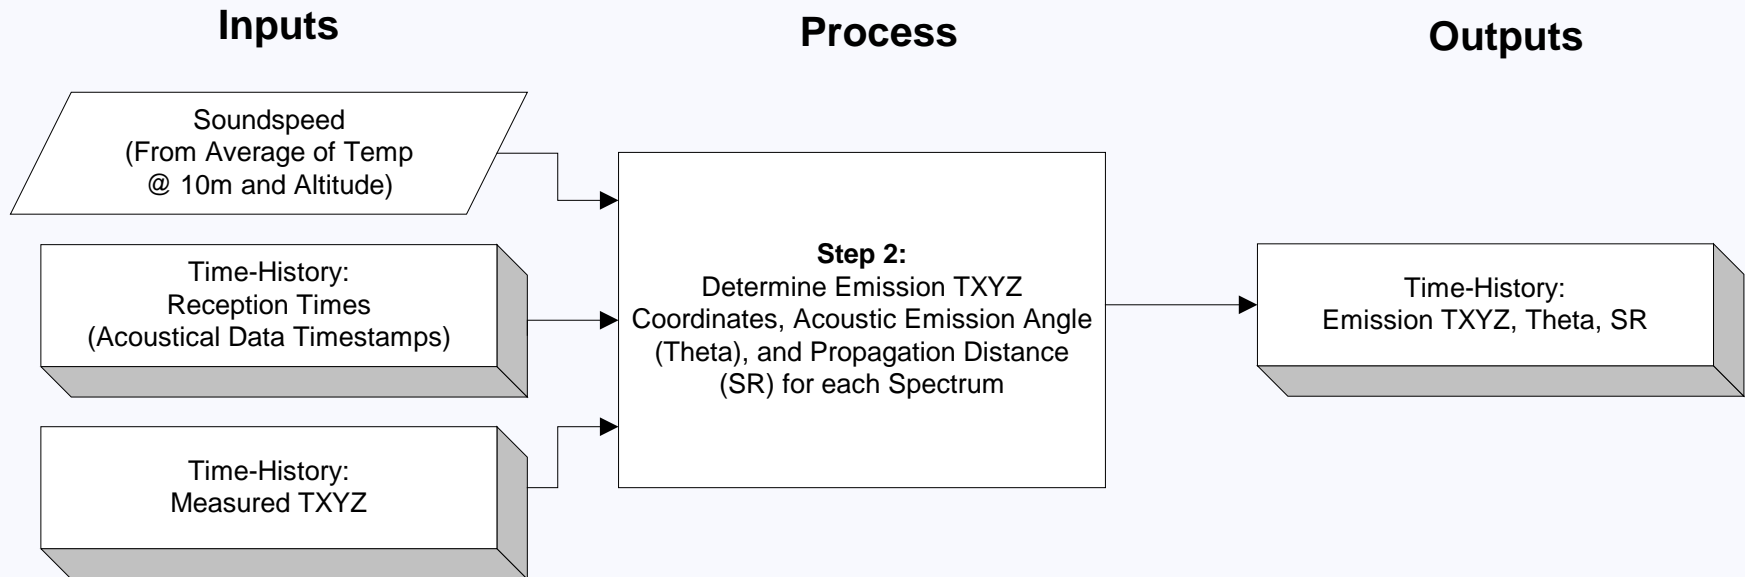 Inputs
Process
Outputs
Soundspeed
(From Average of Temp
@ 10m and Altitude)
Time-History:
Reception Times
(Acoustical Data Timestamps)
Time-History:
Measured TXYZ
Step 2:
Determine Emission TXYZ
Coordinates, Acoustic Emission Angle
(Theta), and Propagation Distance
(SR) for each Spectrum
Time-History:
Emission TXYZ, Theta, SR